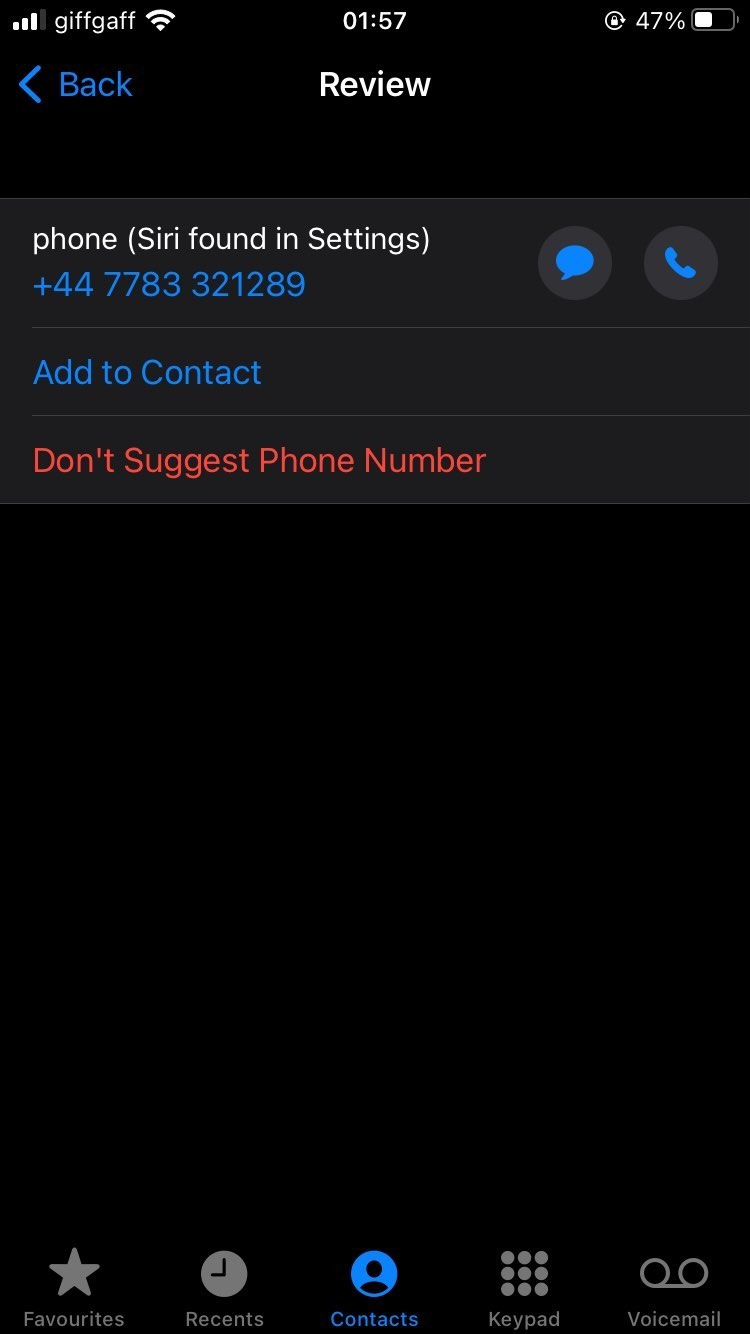 giffgaff 01:57 47%
Back Review
phone (Siri found in Settings)
+44 7783 321289
Add to Contact
Don't Suggest Phone Number
Favourites Recents Contacts Keypad Voicemail